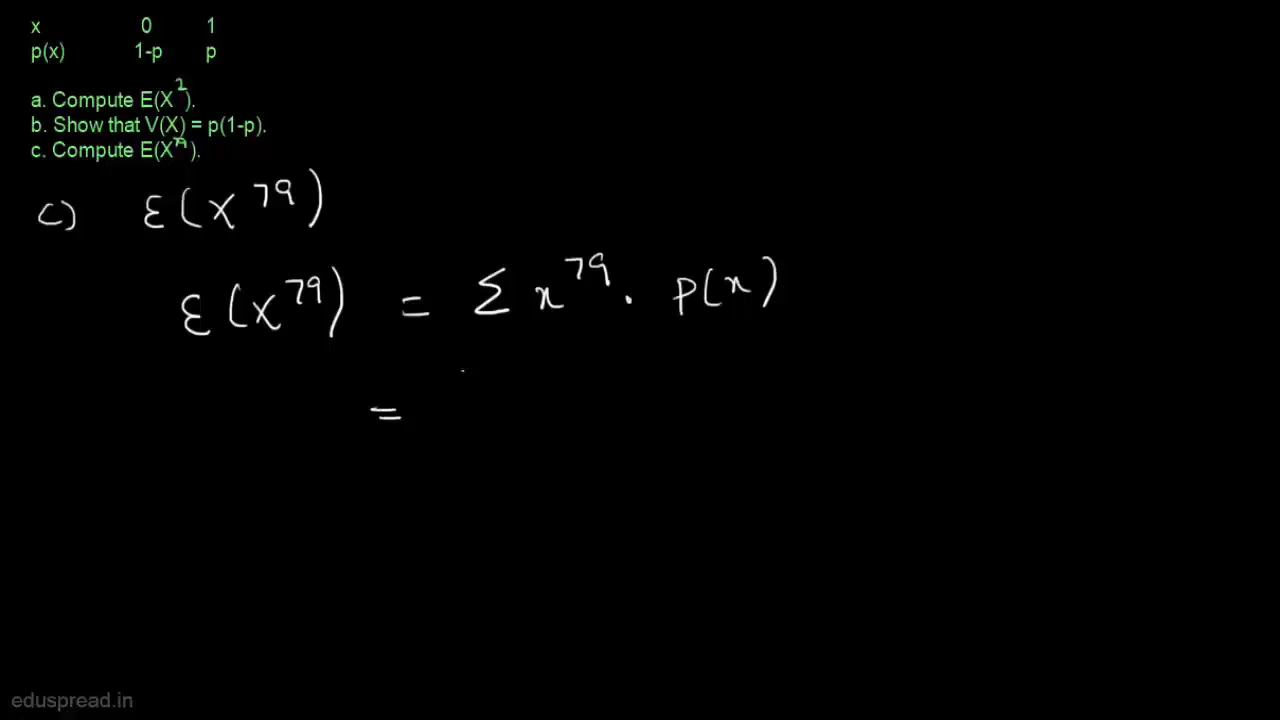 x 0 1
p(x) 1-p p
a. Compute E(X²).
b. Show that V(X) = p(1-p).
c. Compute E(X⁷⁹).
c) E(X⁷⁹)
E(X⁷⁹) = Σ x⁷⁹ . p(x)
=
eduspread.in